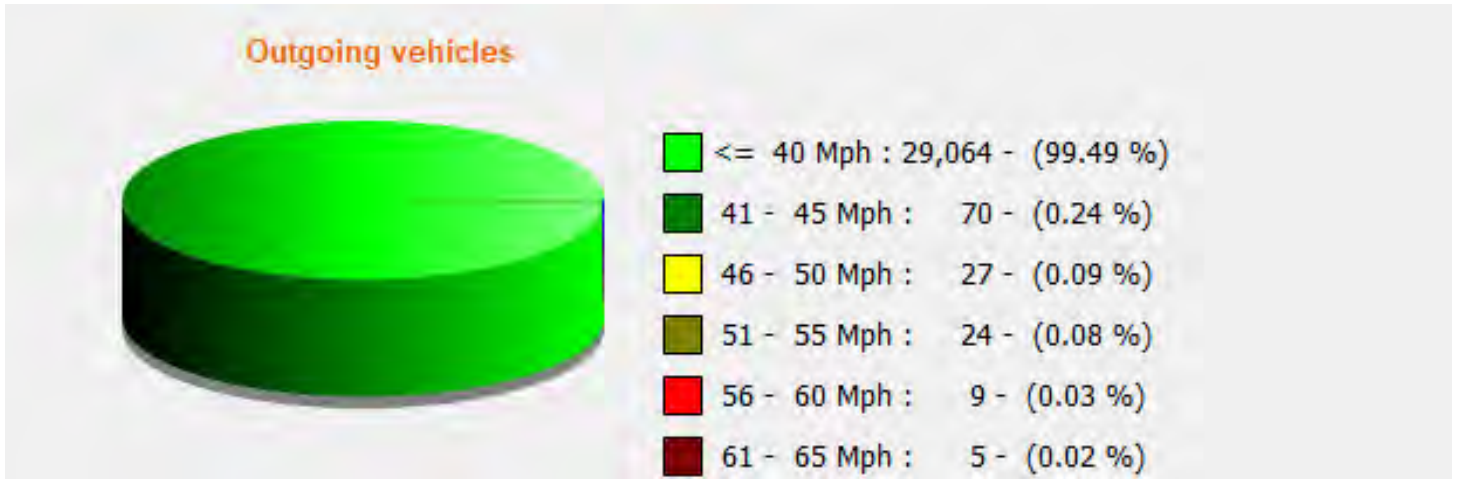 Outgoing vehicles
<= 40 Mph : 29,064 - (99.49 %)
41 - 45 Mph : 70 - (0.24 %)
46 - 50 Mph : 27 - (0.09 %)
51 - 55 Mph : 24 - (0.08 %)
56 - 60 Mph : 9 - (0.03 %)
61 - 65 Mph : 5 - (0.02 %)